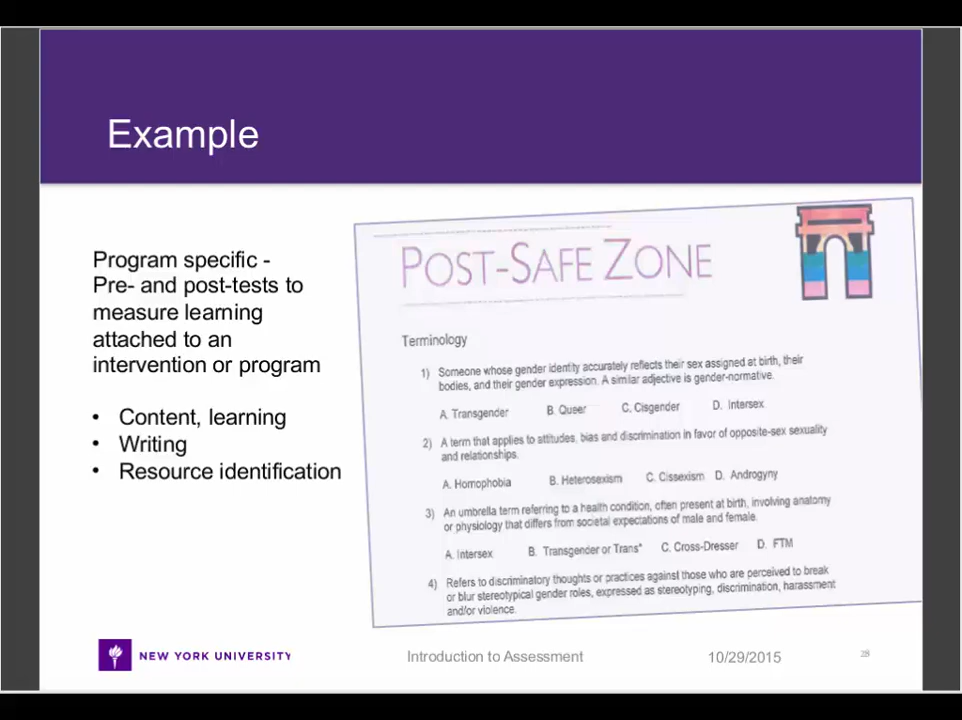 Example
Program specific -
Pre- and post-tests to
measure learning
attached to an
intervention or program
• Content, learning
• Writing
• Resource identification
POST-SAFE ZONE
Terminology
1) Someone whose gender identity accurately reflects their sex assigned at birth, their
bodies, and their gender expression. A similar adjective is gender-normative.
A. Transgender B. Queer C. Cisgender D. Intersex
2) A term that applies to attitudes, bias and discrimination in favor of opposite-sex sexuality
and relationships.
A. Homophobia B. Heterosexism C. Cissexism D. Androgyny
3) An umbrella term referring to a health condition, often present at birth, involving anatomy
or physiology that differs from societal expectations of male and female.
A. Intersex B. Transgender or Trans* C. Cross-Dresser D. FTM
4) Refers to discriminatory thoughts or practices against those who are perceived to break
or blur stereotypical gender roles, expressed as stereotyping, discrimination, harassment
and/or violence.
NEW YORK UNIVERSITY
Introduction to Assessment
10/29/2015